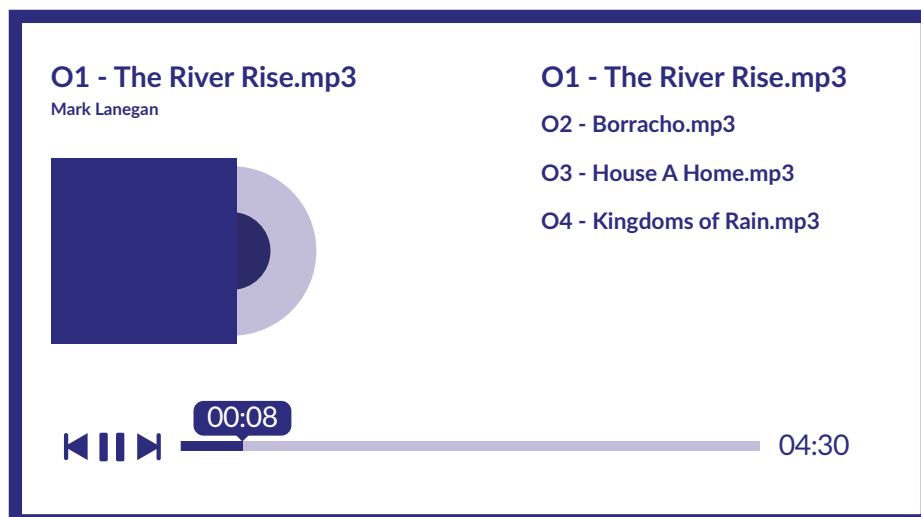 O1 - The River Rise.mp3
Mark Lanegan
O1 - The River Rise.mp3
O2 - Borracho.mp3
O3 - House A Home.mp3
O4 - Kingdoms of Rain.mp3
00:08
04:30